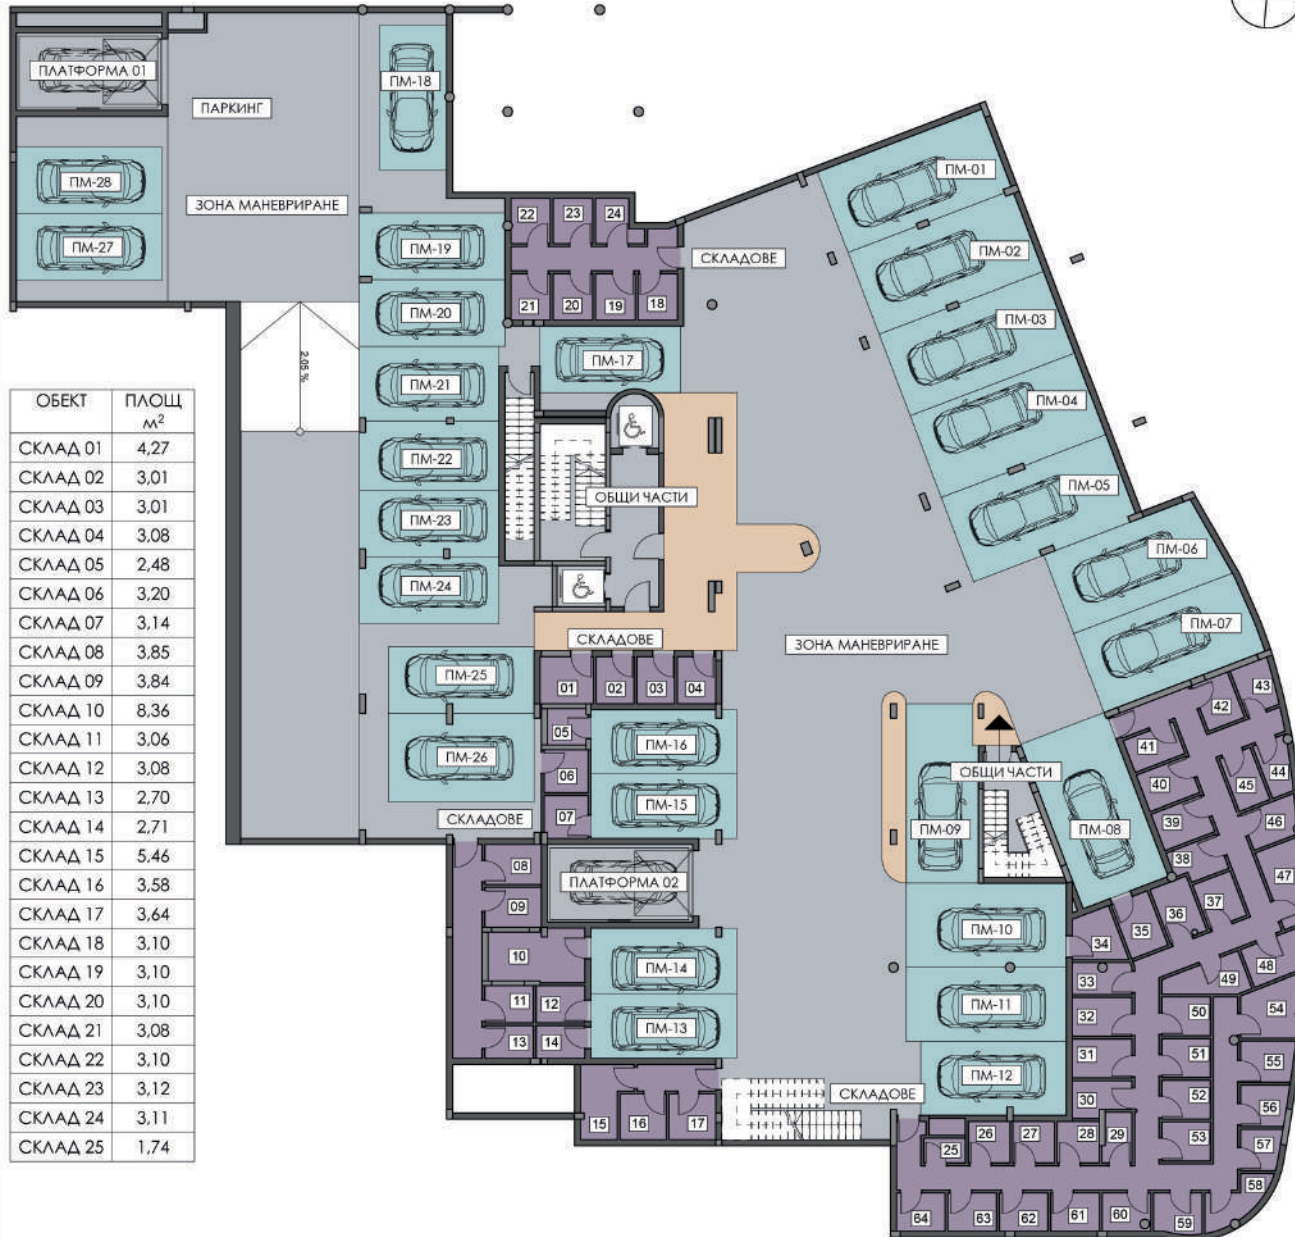 ПЛАТФОРМА 01
ПМ-18
ПАРКИНГ
ПМ-28
ЗОНА МАНЕВРИРАНЕ
ПМ-27
ПМ-19
ПМ-20
2.05 %
ПМ-21
ПМ-22
ПМ-23
ПМ-24
22
23
24
21
20
19
18
СКЛАДОВЕ
ПМ-17
ОБЩИ ЧАСТИ
ПМ-01
ПМ-02
ПМ-03
ПМ-04
ПМ-05
ПМ-06
ПМ-07
СКЛАДОВЕ
ЗОНА МАНЕВРИРАНЕ
ПМ-25
ПМ-26
01
02
03
04
05
06
07
ПМ-16
ПМ-15
СКЛАДОВЕ
ПЛАТФОРМА 02
08
09
10
11
12
13
14
ПМ-14
ПМ-13
15
16
17
ОБЩИ ЧАСТИ
ПМ-09
ПМ-08
ПМ-10
ПМ-11
ПМ-12
СКЛАДОВЕ
43
42
41
44
40
45
39
46
38
47
37
36
35
34
48
49
33
54
32
50
31
51
55
30
52
56
29
53
57
28
27
26
25
58
64
63
62
61
60
59
ОБЕКТ ПЛОЩ
м²
СКЛАД 01 4,27
СКЛАД 02 3,01
СКЛАД 03 3,01
СКЛАД 04 3,08
СКЛАД 05 2,48
СКЛАД 06 3,20
СКЛАД 07 3,14
СКЛАД 08 3,85
СКЛАД 09 3,84
СКЛАД 10 8,36
СКЛАД 11 3,06
СКЛАД 12 3,08
СКЛАД 13 2,70
СКЛАД 14 2,71
СКЛАД 15 5,46
СКЛАД 16 3,58
СКЛАД 17 3,64
СКЛАД 18 3,10
СКЛАД 19 3,10
СКЛАД 20 3,10
СКЛАД 21 3,08
СКЛАД 22 3,10
СКЛАД 23 3,12
СКЛАД 24 3,11
СКЛАД 25 1,74